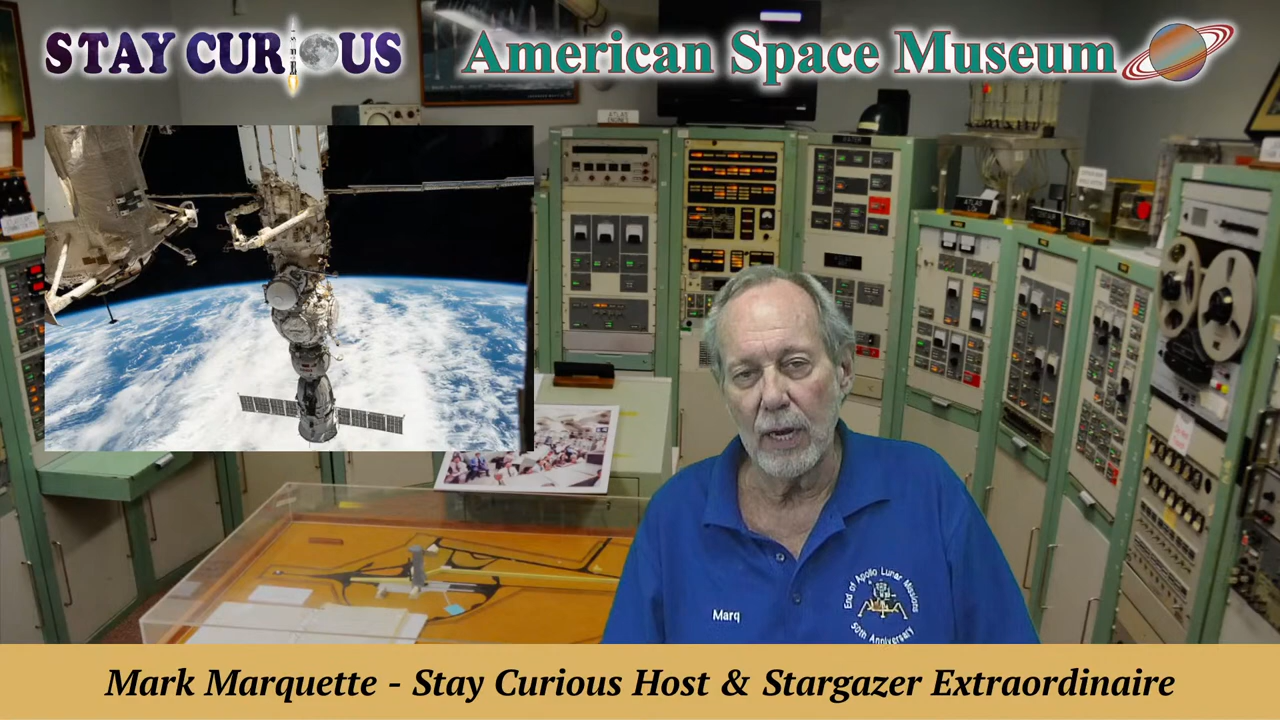 STAY CURIOUS
American Space Museum
Marq
End of Apollo Lunar Missions
50th Anniversary
Mark Marquette - Stay Curious Host & Stargazer Extraordinaire